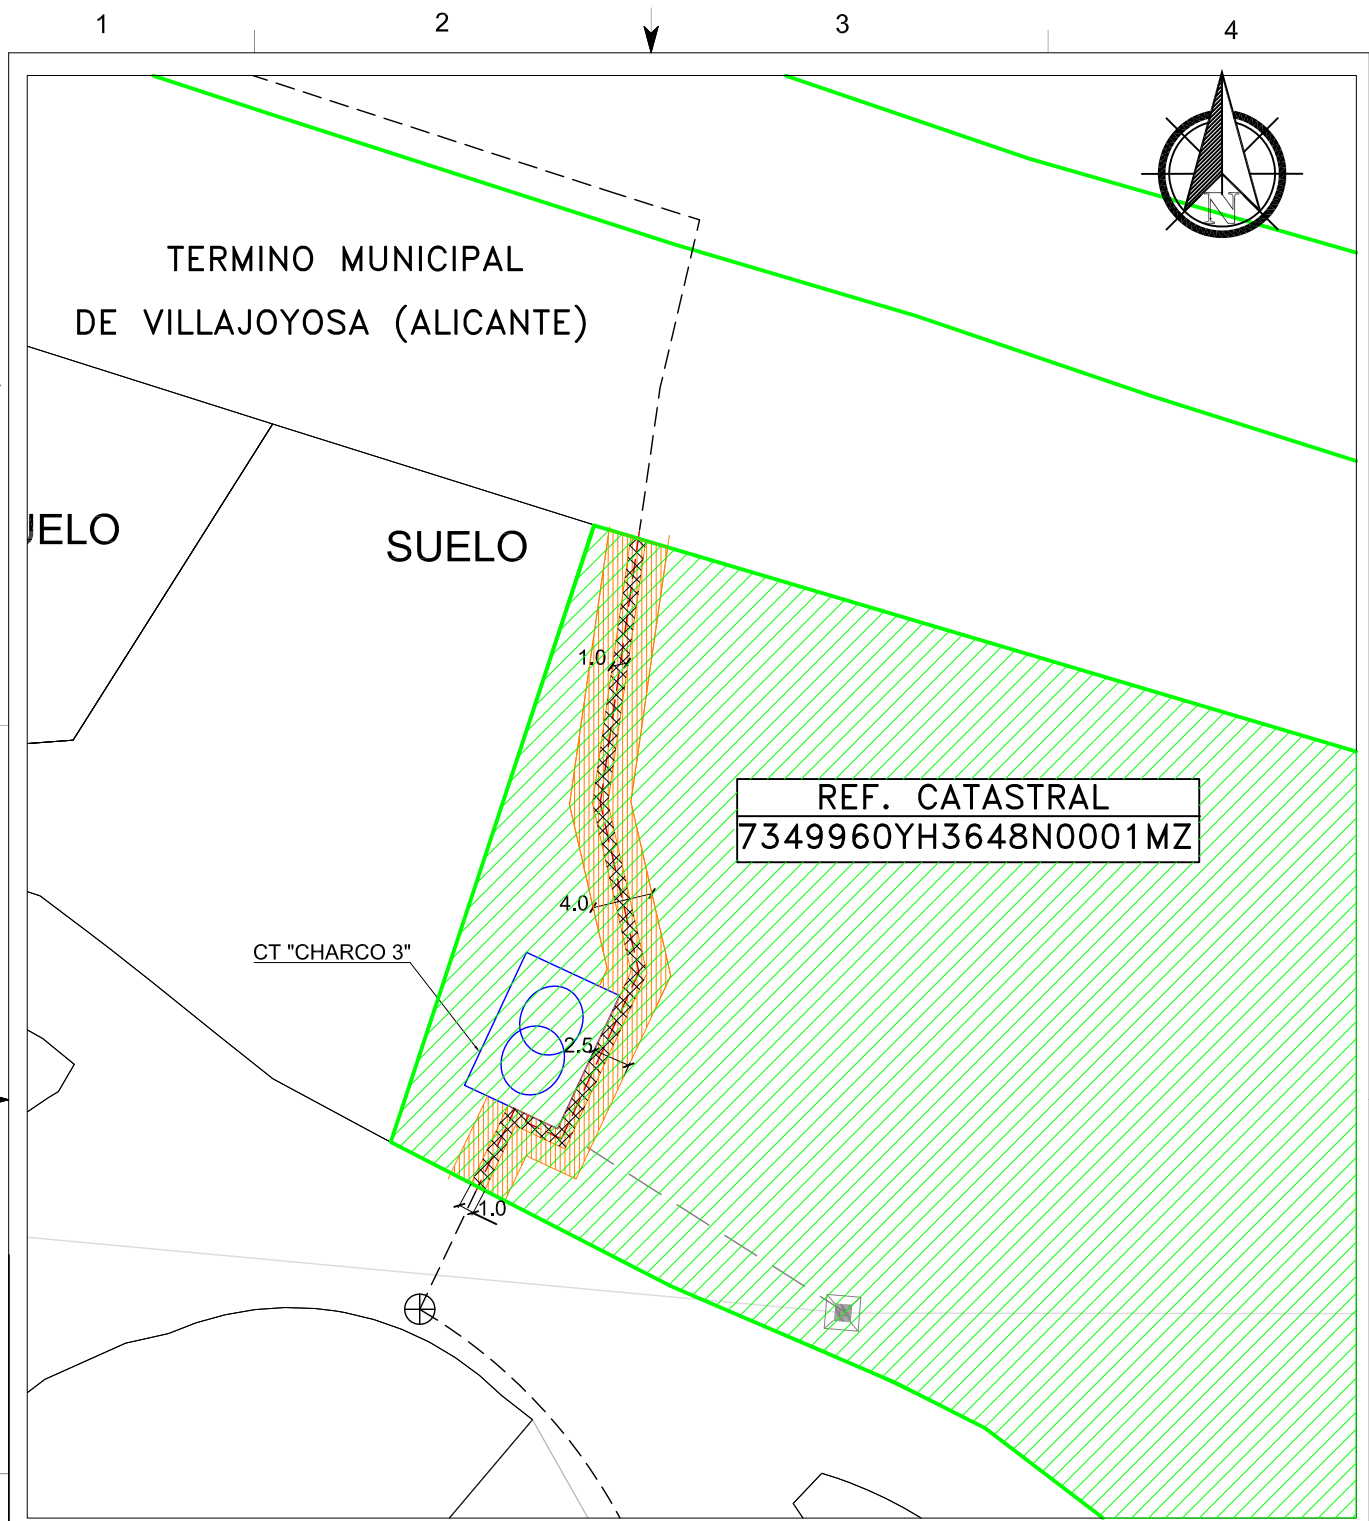 1 2 3 4
N
TERMINO MUNICIPAL
DE VILLAJOYOSA (ALICANTE)
UELO
SUELO
1.0
REF. CATASTRAL
7349960YH3648N0001MZ
4.0
CT "CHARCO 3"
2.5
1.0